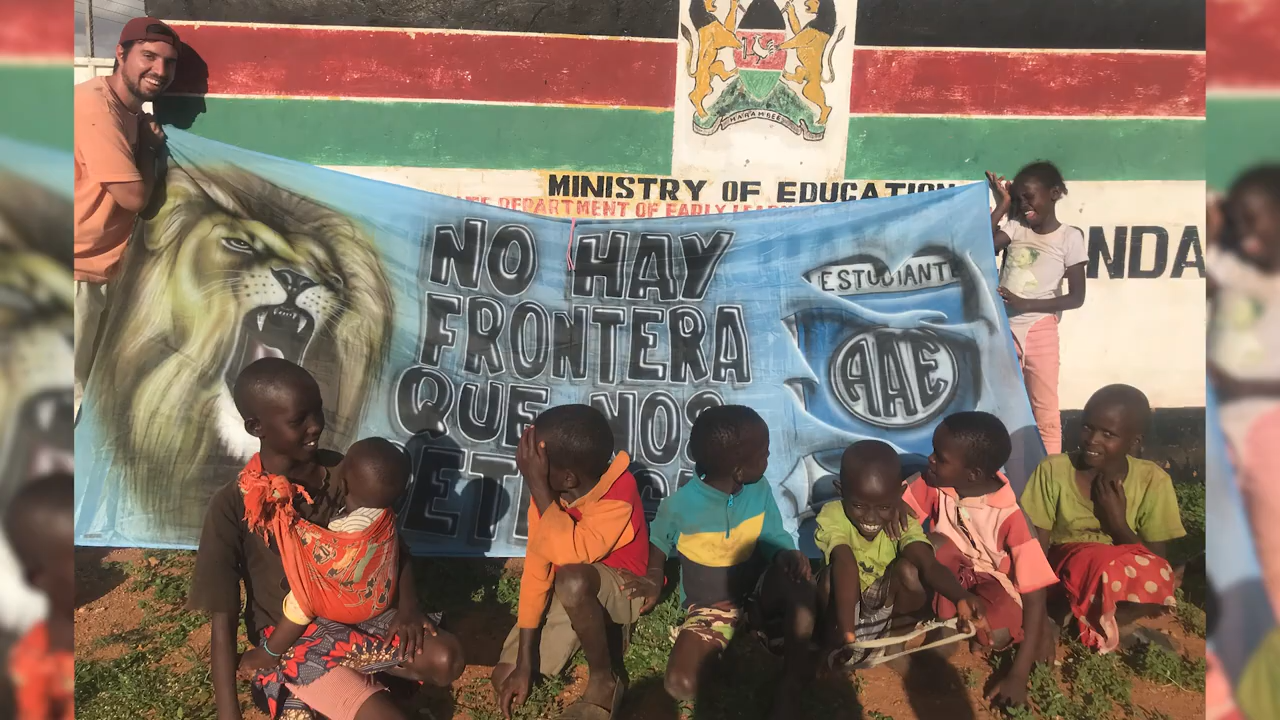 HARAMBEE
MINISTRY OF EDUCATION
DEPARTMENT OF EARLY
NDA
NO HAY
FRONTERA
QUE NOS
ESTUDIANTE
AAE